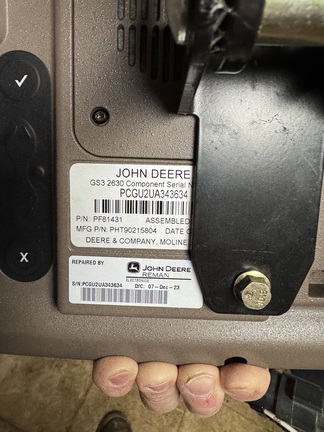 ✓
JOHN DEERE
GS3 2630 Component Serial N
PCGU2UA343634
P/N: PF81431 ASSEMBLED
MFG P/N: PHT90215804 DATE C
DEERE & COMPANY, MOLINE
REPAIRED BY
JOHN DEERE
REMAN
ELECTRONICS
S/N:PCGU2UA343634 D/C: 07-Dec-23
X